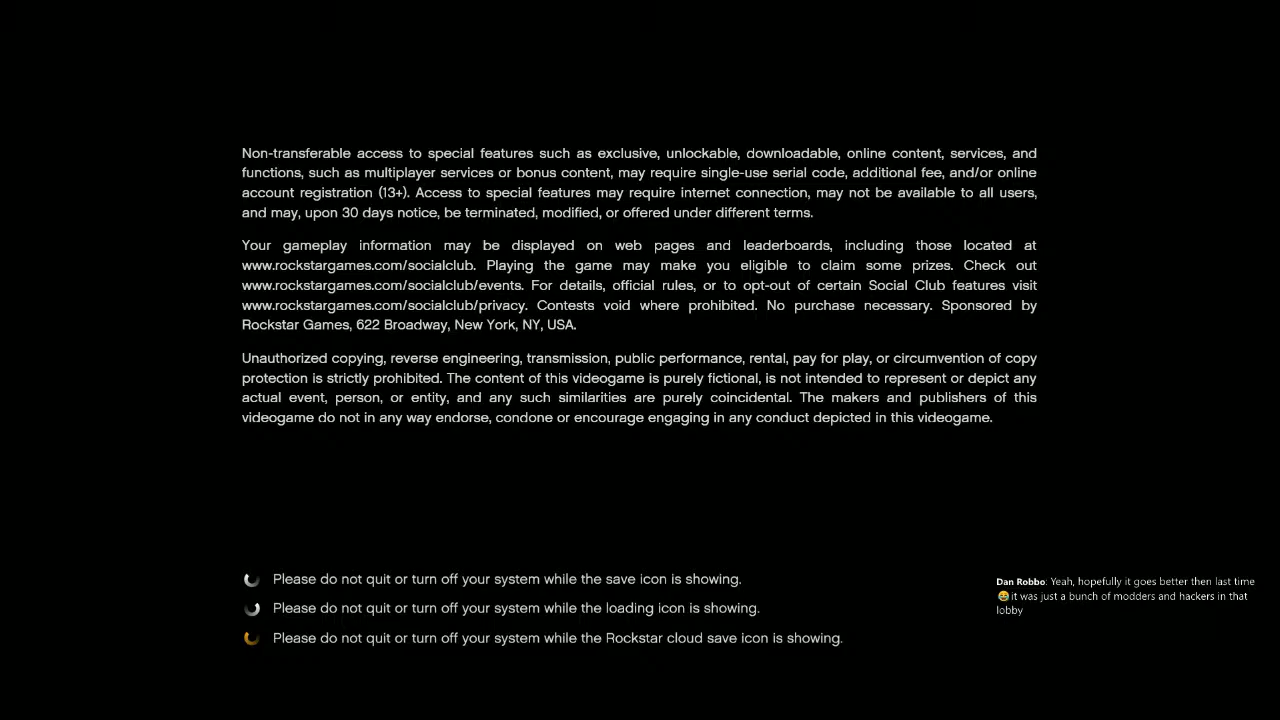 Non-transferable access to special features such as exclusive, unlockable, downloadable, online content, services, and
functions, such as multiplayer services or bonus content, may require single-use serial code, additional fee, and/or online
account registration (13+). Access to special features may require internet connection, may not be available to all users,
and may, upon 30 days notice, be terminated, modified, or offered under different terms.
Your gameplay information may be displayed on web pages and leaderboards, including those located at
www.rockstargames.com/socialclub. Playing the game may make you eligible to claim some prizes. Check out
www.rockstargames.com/socialclub/events. For details, official rules, or to opt-out of certain Social Club features visit
www.rockstargames.com/socialclub/privacy. Contests void where prohibited. No purchase necessary. Sponsored by
Rockstar Games, 622 Broadway, New York, NY, USA.
Unauthorized copying, reverse engineering, transmission, public performance, rental, pay for play, or circumvention of copy
protection is strictly prohibited. The content of this videogame is purely fictional, is not intended to represent or depict any
actual event, person, or entity, and any such similarities are purely coincidental. The makers and publishers of this
videogame do not in any way endorse, condone or encourage engaging in any conduct depicted in this videogame.
Please do not quit or turn off your system while the save icon is showing.
Please do not quit or turn off your system while the loading icon is showing.
Please do not quit or turn off your system while the Rockstar cloud save icon is showing.
Dan Robbo: Yeah, hopefully it goes better then last time
😅it was just a bunch of modders and hackers in that
lobby